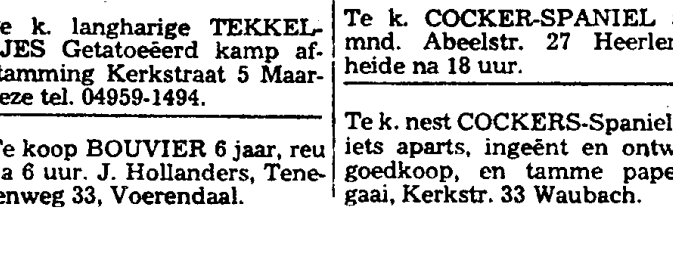 e k. langharige TEKKEL-
JES Getatoeëerd kamp af-
tamming Kerkstraat 5 Maar-
eze tel. 04959-1494.
e koop BOUVIER 6 jaar, reu
a 6 uur. J. Hollanders, Tene-
enweg 33, Voerendaal.
Te k. COCKER-SPANIEL
mnd. Abeelstr. 27 Heeler
heide na 18 uur.
Te k. nest COCKERS-Spaniel
iets aparts, ingeënt en ontw
goedkoop, en tamme pape
gaai, Kerkstr. 33 Waubach.